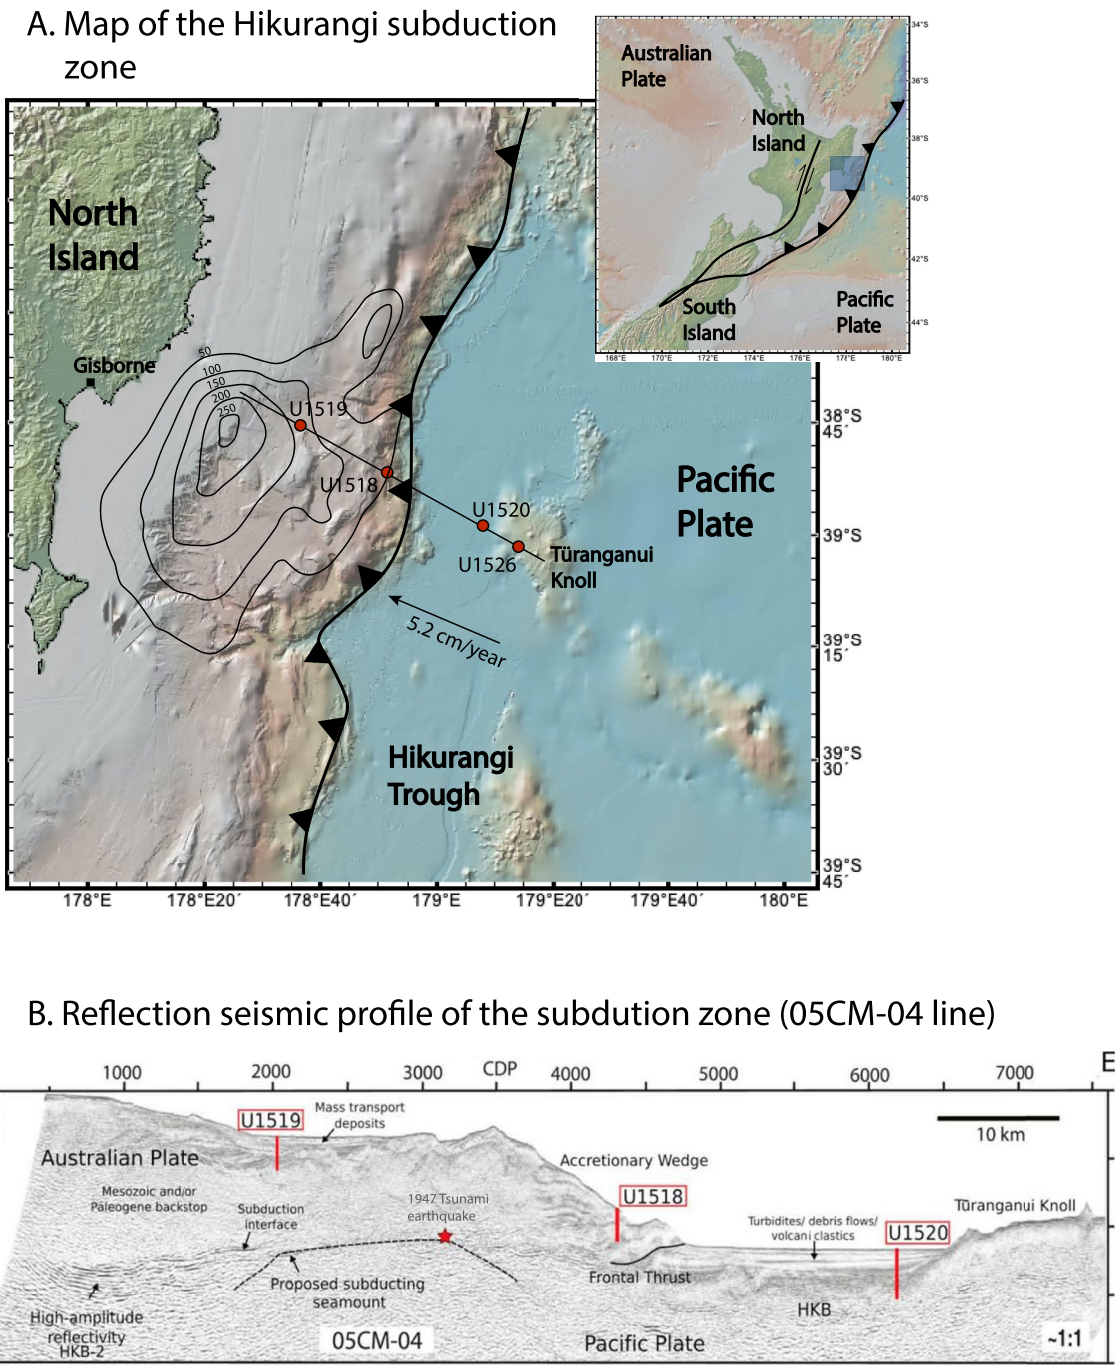 A. Map of the Hikurangi subduction
zone
Australian
Plate
North
Island
South
Island
Pacific
Plate
34°S
36°S
38°S
40°S
42°S
44°S
168°E 170°E 172°E 174°E 176°E 178°E 180°E
North
Island
Gisborne
50
100
150
200
250
U1519
U1518
U1520
U1526
Tūranganui
Knoll
Pacific
Plate
5.2 cm/year
Hikurangi
Trough
38°S
45´
39°S
39°S
15´
39°S
30´
39°S
45´
178°E 178°E20´ 178°E40´ 179°E 179°E20´ 179°E40´ 180°E
B. Reflection seismic profile of the subdution zone (05CM-04 line)
1000 2000 3000 CDP 4000 5000 6000 7000 E
U1519
Mass transport
deposits
10 km
Australian Plate
Accretionary Wedge
Mesozoic and/or
Paleogene backstop
Subduction
interface
1947 Tsunami
earthquake
U1518
Tūranganui Knoll
Turbidites/ debris flows/
volcani clastics
U1520
Proposed subducting
seamount
Frontal Thrust
HKB
High-amplitude
reflectivity
HKB-2
05CM-04
Pacific Plate
~1:1